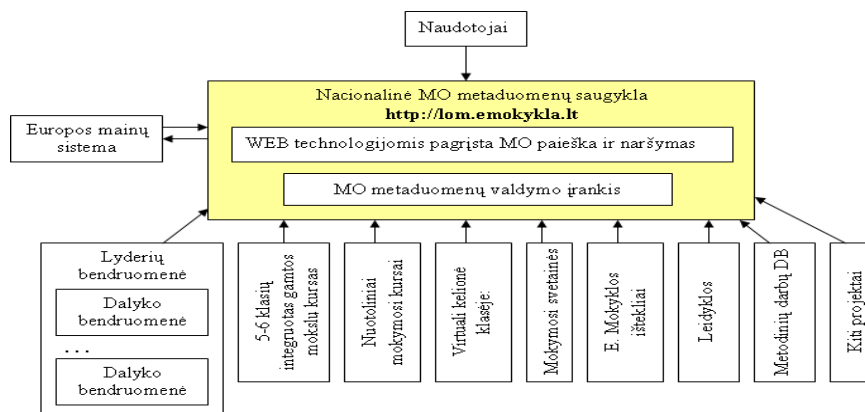 Naudotojai
Nacionalinė MO metaduomenų saugykla
http://lom.emokykla.lt
Europos mainų
sistema
WEB technologijomis pagrįsta MO paieška ir naršymas
MO metaduomenų valdymo įrankis
Lyderių
bendruomenė
Dalyko
bendruomenė
...
Dalyko
bendruomenė
5-6 klasių
integruotas gamtos
mokslų kursas
Nuotoliniai
mokymosi kursai
Virtuali kelionė
klasėje:
Mokymosi svetainės
E. Mokyklos
ištekliai
Leidyklos
Metodinių darbų DB
Kiti projektai